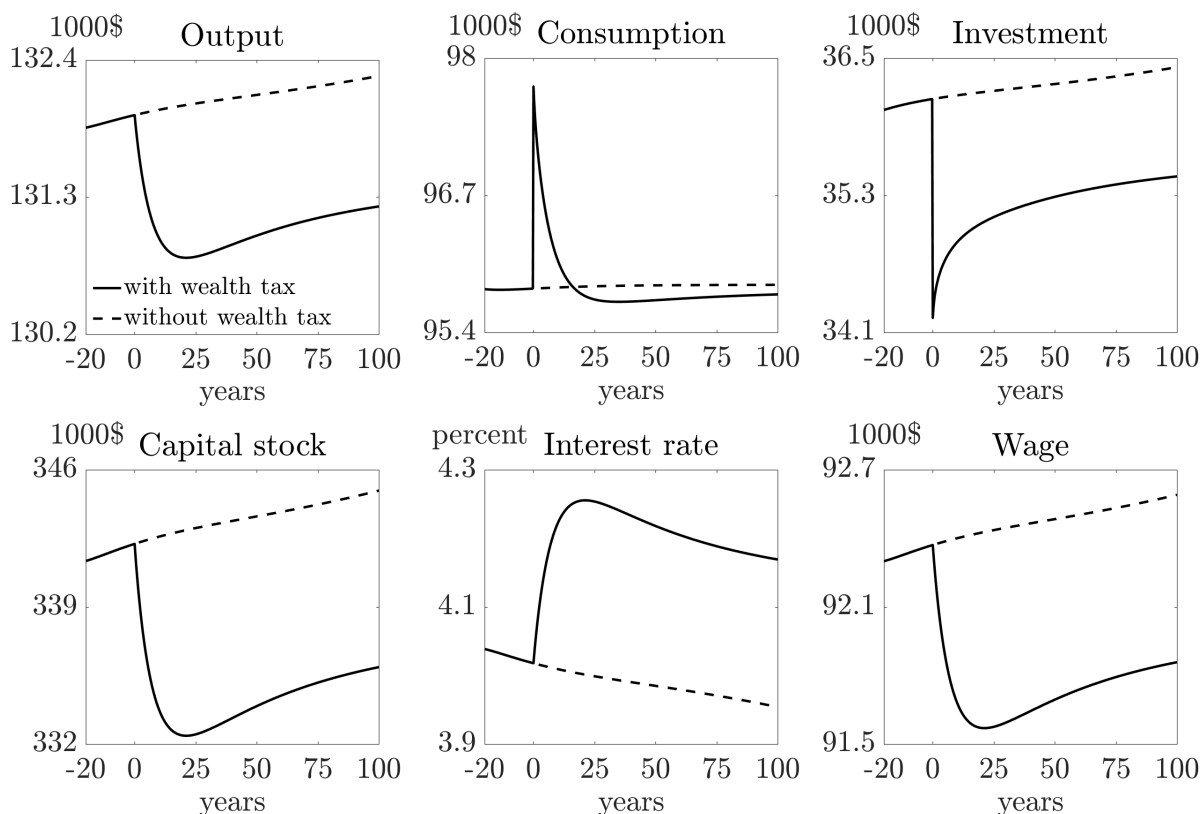 1000$ Output
132.4
131.3
130.2
with wealth tax
without wealth tax
-20 0 25 50 75 100
years
1000$ Consumption
98
96.7
95.4
-20 0 25 50 75 100
years
1000$ Investment
36.5
35.3
34.1
-20 0 25 50 75 100
years
1000$ Capital stock
346
339
332
-20 0 25 50 75 100
years
percent Interest rate
4.3
4.1
3.9
-20 0 25 50 75 100
years
1000$ Wage
92.7
92.1
91.5
-20 0 25 50 75 100
years